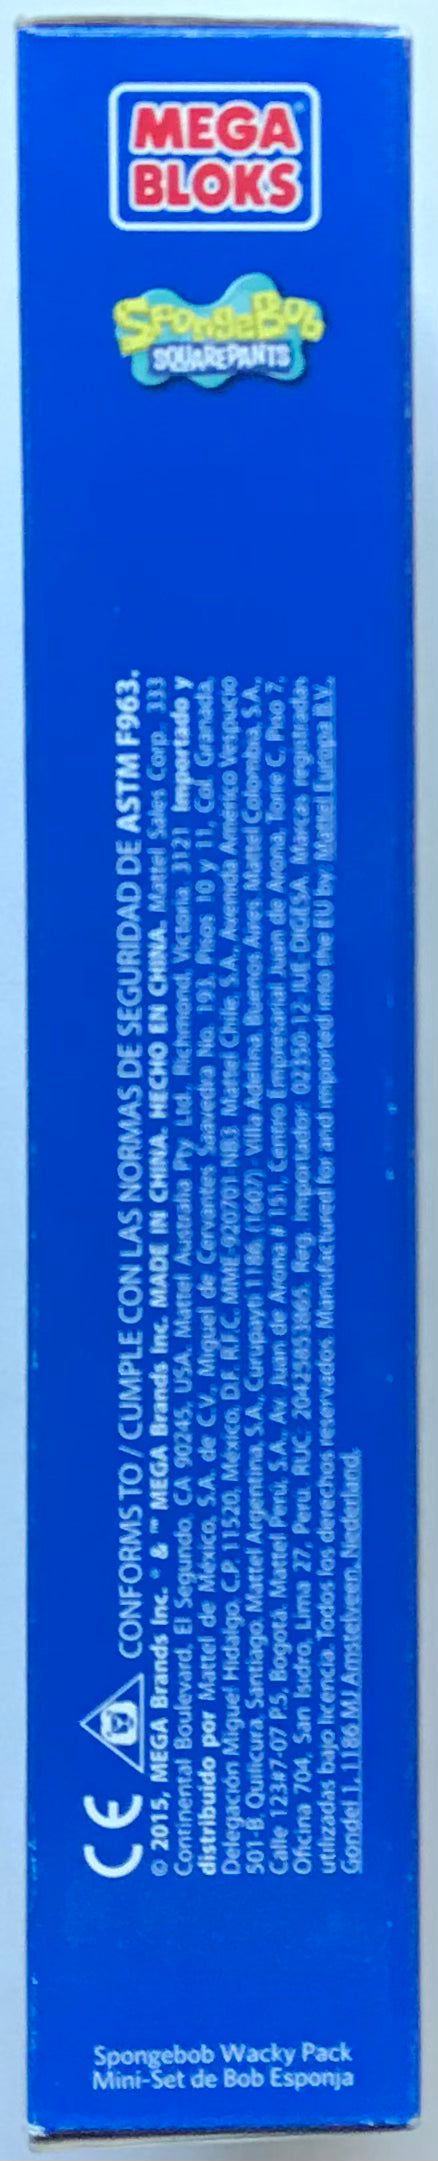 MEGA
BLOKS
SpongeBob
SQUAREPANTS
CE CONFORMS TO / CUMPLE CON LAS NORMAS DE SEGURIDAD DE ASTM F963.
© 2015, MEGA Brands Inc. ® & ™ MEGA Brands Inc. MADE IN CHINA. HECHO EN CHINA. Mattel Sales Corp., 333
Continental Boulevard, El Segundo, CA 90245, USA. Mattel Australia Pty. Ltd., Richmond, Victoria. 3121 Importado y
distribuido por Mattel de México, S.A. de C.V., Miguel de Cervantes Saavedra No. 193, Pisos 10 y 11, Col. Granada,
Delegación Miguel Hidalgo, C.P. 11520, México, D.F. R.F.C. MME-920701-NB3. Mattel Chile, S.A., Avenida Américo Vespucio
501-B, Quilicura, Santiago. Mattel Argentina, S.A., Curupaytí 1186, (1607) - Villa Adelina, Buenos Aires. Mattel Colombia, S.A.,
Calle 123#7-07 P.5, Bogotá. Mattel Perú, S.A., Av. Juan de Arona # 151, Centro Empresarial Juan de Arona, Torre C, Piso 7,
Oficina 704, San Isidro, Lima 27, Perú. RUC: Reg. Importador: 02350-12-JUE-DIGESA. Marcas registradas
utilizadas bajo licencia. Todos los derechos reservados. Manufactured for and imported into the EU by: Mattel Europa B.V.,
Gondel 1, 1186 MJ Amstelveen, Nederland.
Spongebob Wacky Pack
Mini-Set de Bob Esponja